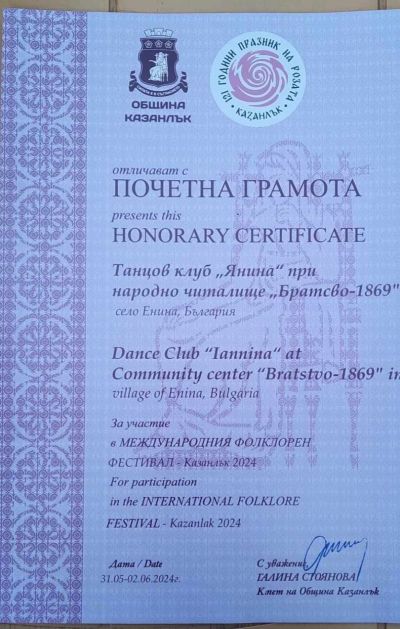 ОБЩИНА
КАЗАНЛЪК
121 ГОДИНИ ПРАЗНИК НА РОЗАТА · КАЗАНЛЪК ·
отличават с
ПОЧЕТНА ГРАМОТА
presents this
HONORARY CERTIFICATE
Танцов клуб „Янина“ при
народно читалище „Братсво-1869"
село Енина, България
Dance Club “Iannina” at
Community center “Bratstvo-1869" in
village of Enina, Bulgaria
За участие
в МЕЖДУНАРОДНИЯ ФОЛКЛОРЕН
ФЕСТИВАЛ - Казанлък 2024
For participation
in the INTERNATIONAL FOLKLORE
FESTIVAL - Kazanlak 2024
Дата / Date
31.05-02.06.2024г.
С уважение,
ГАЛИНА СТОЯНОВА
Кмет на Община Казанлък